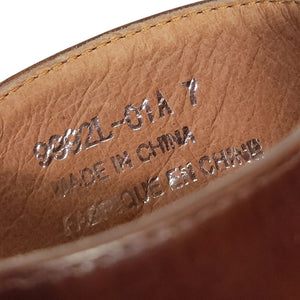 9992L-01A 7
MADE IN CHINA
FABRIQUE EN CHINE